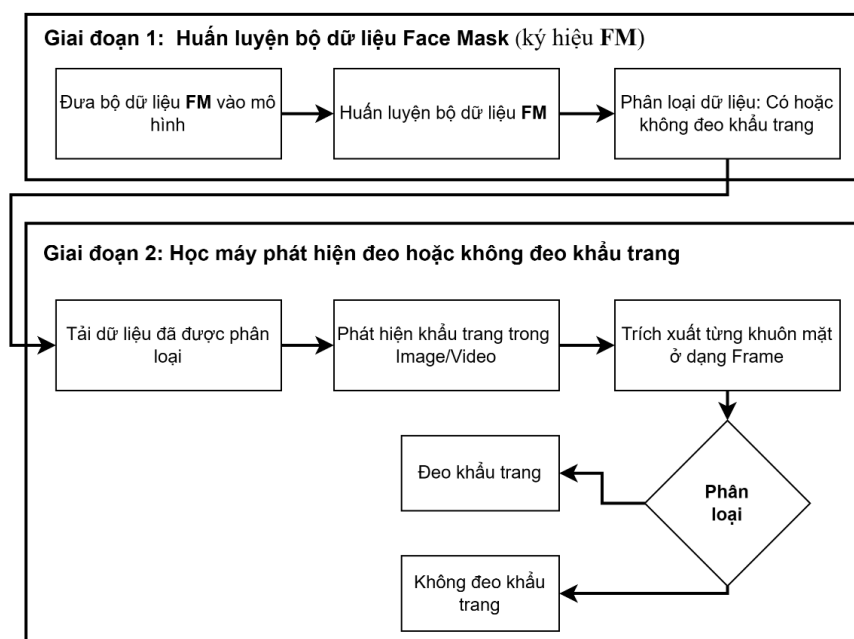 Giai đoạn 1: Huấn luyện bộ dữ liệu Face Mask (ký hiệu FM)
Đưa bộ dữ liệu FM vào mô
hình
Huấn luyện bộ dữ liệu FM
Phân loại dữ liệu: Có hoặc
không đeo khẩu trang
Giai đoạn 2: Học máy phát hiện đeo hoặc không đeo khẩu trang
Tải dữ liệu đã được phân
loại
Phát hiện khẩu trang trong
Image/Video
Trích xuất từng khuôn mặt
ở dạng Frame
Đeo khẩu trang
Phân
loại
Không đeo khẩu
trang